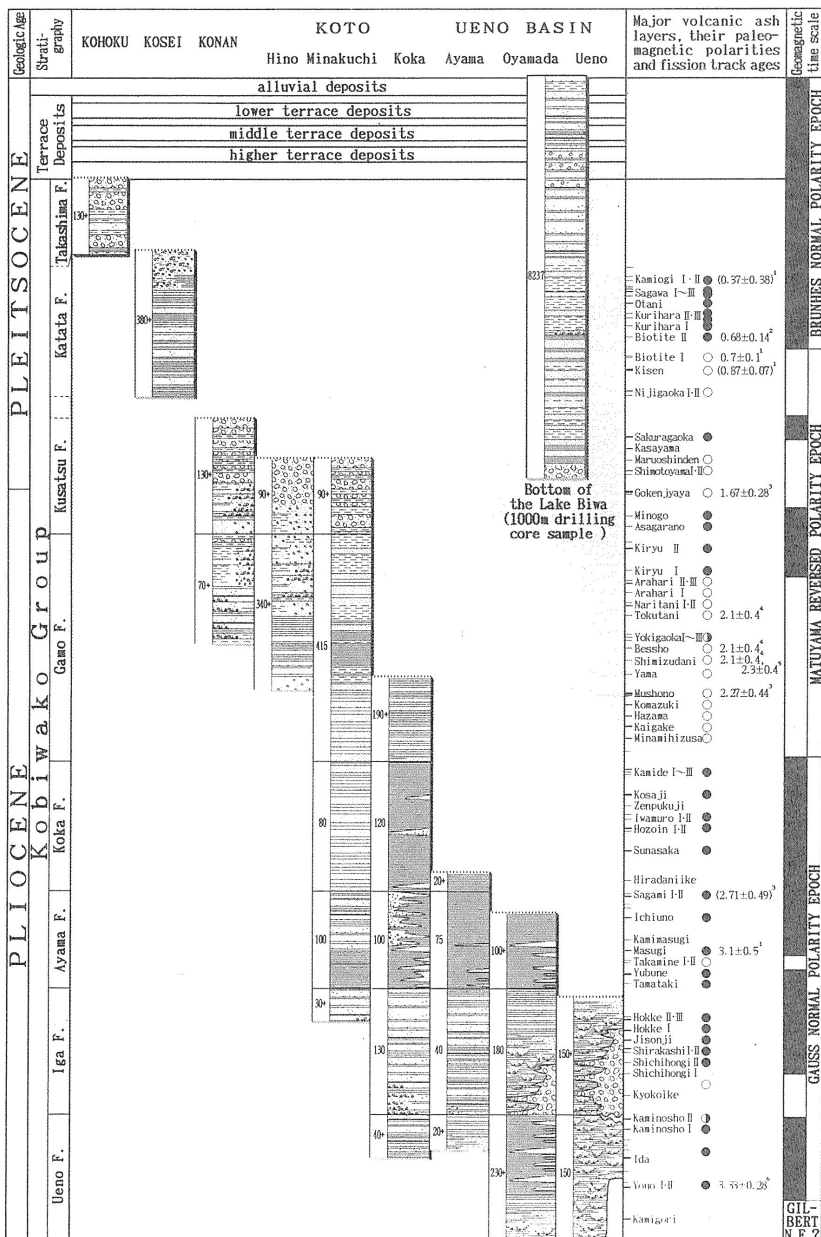 Geologic Age
Strati-
graphy
KOHOKU
KOSEI
KONAN
KOTO
Hino Minakuchi Koka
UENO BASIN
Ayama Oyamada Ueno
Major volcanic ash
layers, their paleo-
magnetic polarities
and fission track ages
Geomagnetic
time scale
PLEITSOCENE
PLIOCENE
Kobiwako Group
Terrace
Deposits
Takashima F.
Katata F.
Kusatsu F.
Gamo F.
Koka F.
Ayama F.
Iga F.
Ueno F.
alluvial deposits
lower terrace deposits
middle terrace deposits
higher terrace deposits
130+
380+
130+
70+
90+
340+
90+
415
80
100
30+
190+
120
100
130
40+
20+
75
40
20+
100+
180
230+
150+
150
Bottom of
the Lake Biwa
(1000m drilling
core sample )
Kamiogi I·II (0.37±0.38)¹
Sagawa I~III
Otani
Kurihara II·III
Kurihara I
Biotite II 0.68±0.14²
Biotite I 0.7±0.1¹
Kisen (0.87±0.07)¹
Nijigaoka I·II
Sakuragaoka
Kasayama
Maruoshinden
Shimotoyama I·II
Gokenjyaya 1.67±0.28³
Minogo
Asagarano
Kiryu II
Kiryu I
Arahari II·III
Arahari I
Naritani I·II
Tokutani 2.1±0.4⁴
Yokigaoka I~III
Bessho 2.1±0.4
Shimizudani 2.1±0.4
Yama 2.3±0.4
Mushono 2.27±0.44³
Komazuki
Hazama
Kaigake
Minamihizusa
Kamide I~III
Kosaji
Zenpukuji
Iwamuro I·II
Hozoin I·II
Sunasaka
Hiradaniike
Sagami I·II (2.71±0.49)³
Ichiuno
Kamimasugi
Masugi 3.1±0.5¹
Takamine I·II
Yubune
Tamataki
Hokke II·III
Hokke I
Jisonji
Shirakashi I·II
Shichihongi II
Shichihongi I
Kyokoike
Kaminosho II
Kaminosho I
Ida
Yono I·II
Kamigori
BRUNHES NORMAL POLARITY EPOCH
MATUYAMA REVERSED POLARITY EPOCH
GAUSS NORMAL POLARITY EPOCH
GIL-
BERT